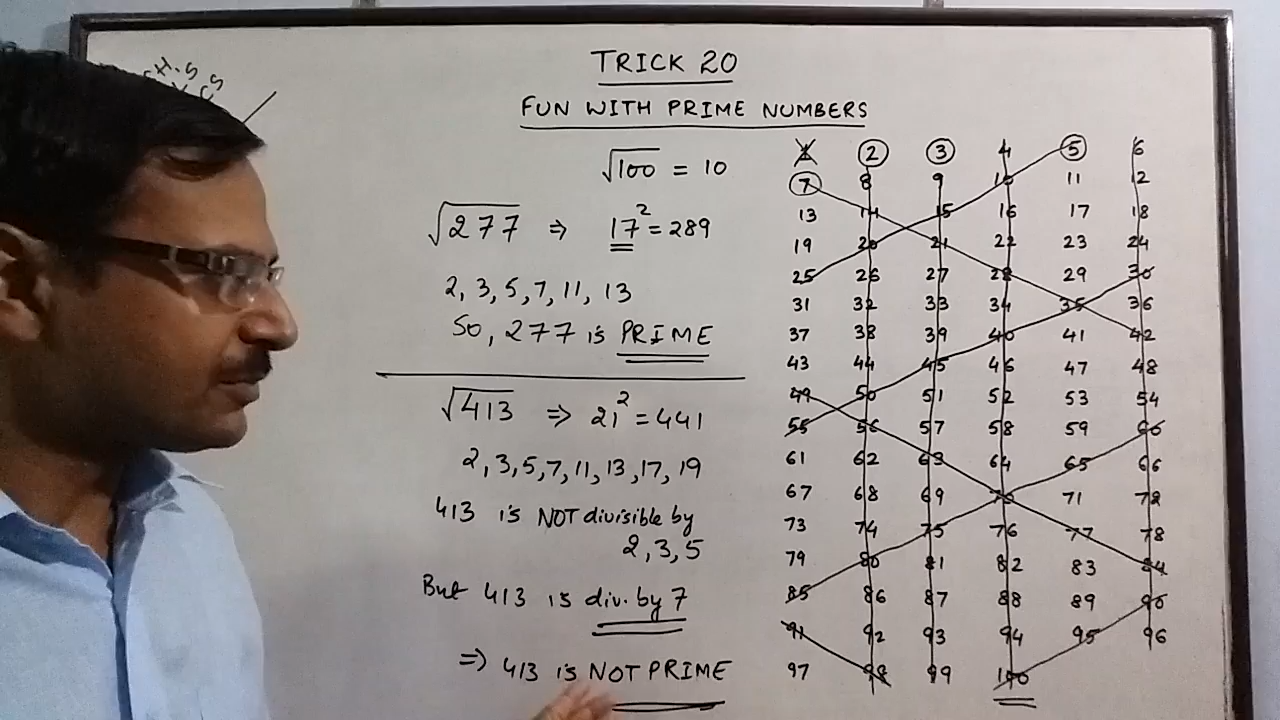 TRICK 20
FUN WITH PRIME NUMBERS
√100 = 10
√277 ⇒ 17² = 289
2, 3, 5, 7, 11, 13
So, 277 is PRIME
√413 ⇒ 21² = 441
2, 3, 5, 7, 11, 13, 17, 19
413 is NOT divisible by
2, 3, 5
But 413 is div. by 7
⇒ 413 is NOT PRIME
1 2 3 4 5 6
7 8 9 10 11 12
13 14 15 16 17 18
19 20 21 22 23 24
25 26 27 28 29 30
31 32 33 34 35 36
37 38 39 40 41 42
43 44 45 46 47 48
49 50 51 52 53 54
55 56 57 58 59 60
61 62 63 64 65 66
67 68 69 70 71 72
73 74 75 76 77 78
79 80 81 82 83 84
85 86 87 88 89 90
91 92 93 94 95 96
97 98 99 100